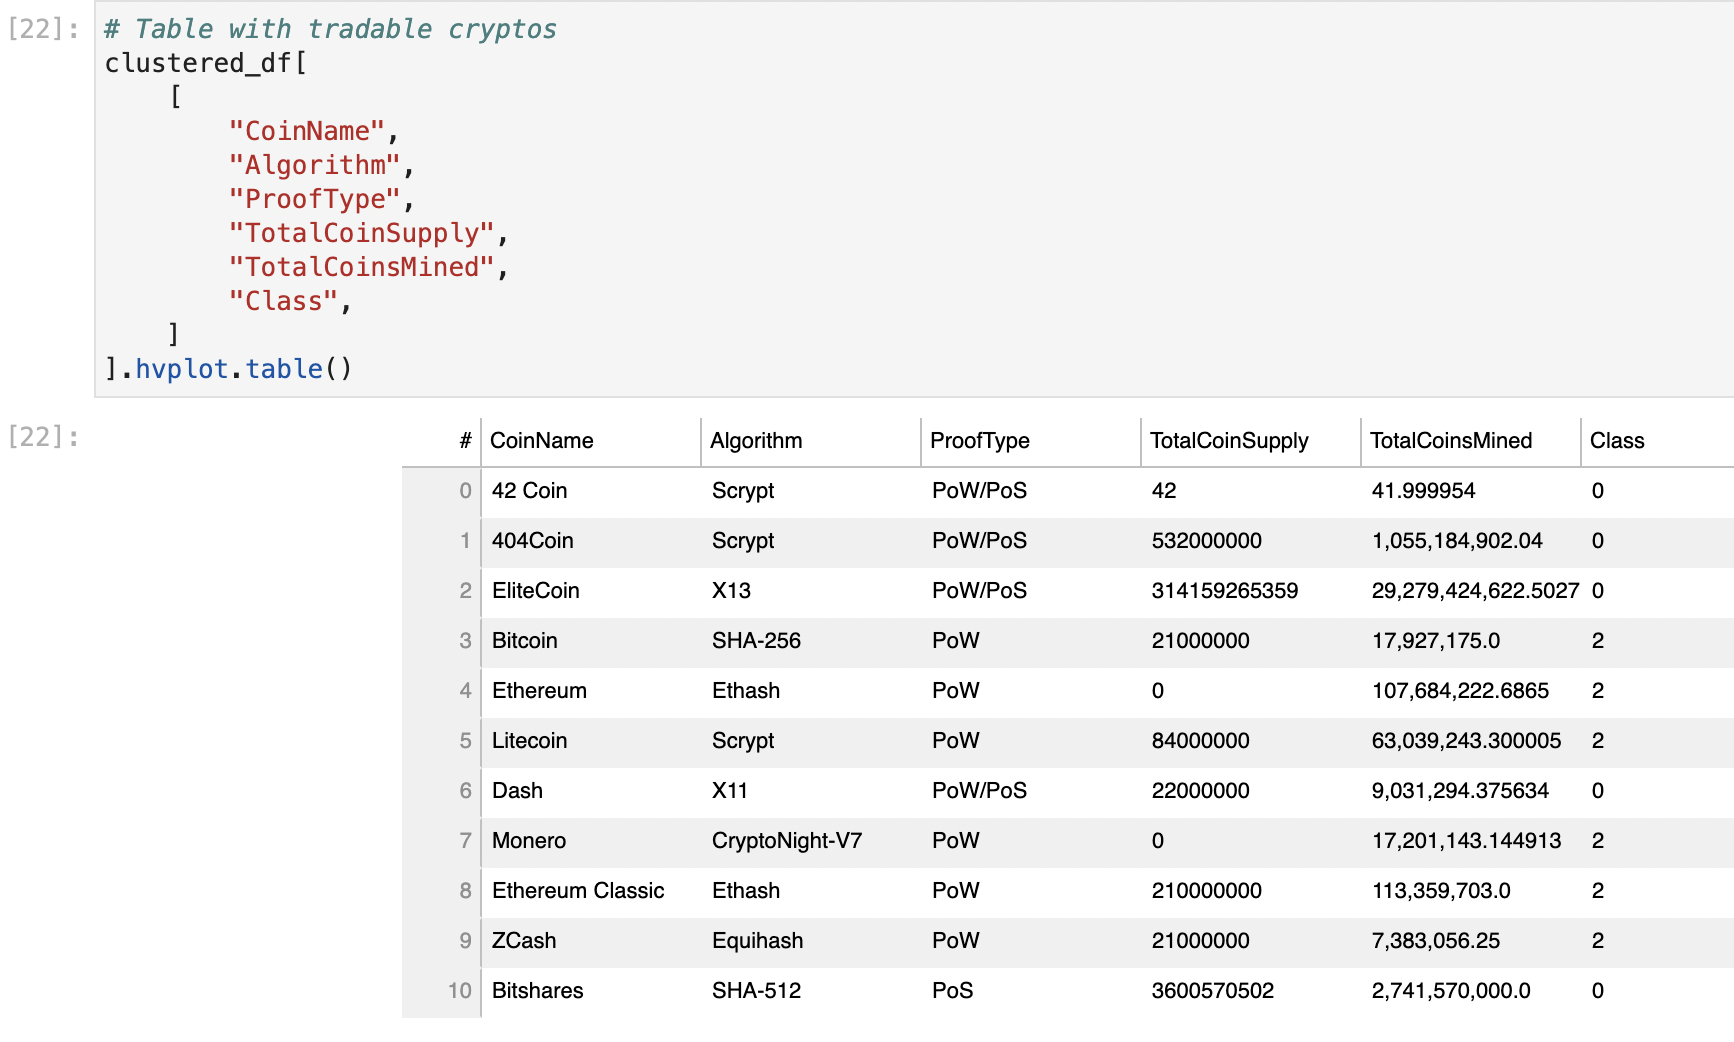 [22]: # Table with tradable cryptos
clustered_df[
    [
        "CoinName",
        "Algorithm",
        "ProofType",
        "TotalCoinSupply",
        "TotalCoinsMined",
        "Class",
    ]
].hvplot.table()
[22]:
# CoinName Algorithm ProofType TotalCoinSupply TotalCoinsMined Class
0 42 Coin Scrypt PoW/PoS 42 41.999954 0
1 404Coin Scrypt PoW/PoS 532000000 1,055,184,902.04 0
2 EliteCoin X13 PoW/PoS 314159265359 29,279,424,622.5027 0
3 Bitcoin SHA-256 PoW 21000000 17,927,175.0 2
4 Ethereum Ethash PoW 0 107,684,222.6865 2
5 Litecoin Scrypt PoW 84000000 63,039,243.300005 2
6 Dash X11 PoW/PoS 22000000 9,031,294.375634 0
7 Monero CryptoNight-V7 PoW 0 17,201,143.144913 2
8 Ethereum Classic Ethash PoW 210000000 113,359,703.0 2
9 ZCash Equihash PoW 21000000 7,383,056.25 2
10 Bitshares SHA-512 PoS 3600570502 2,741,570,000.0 0